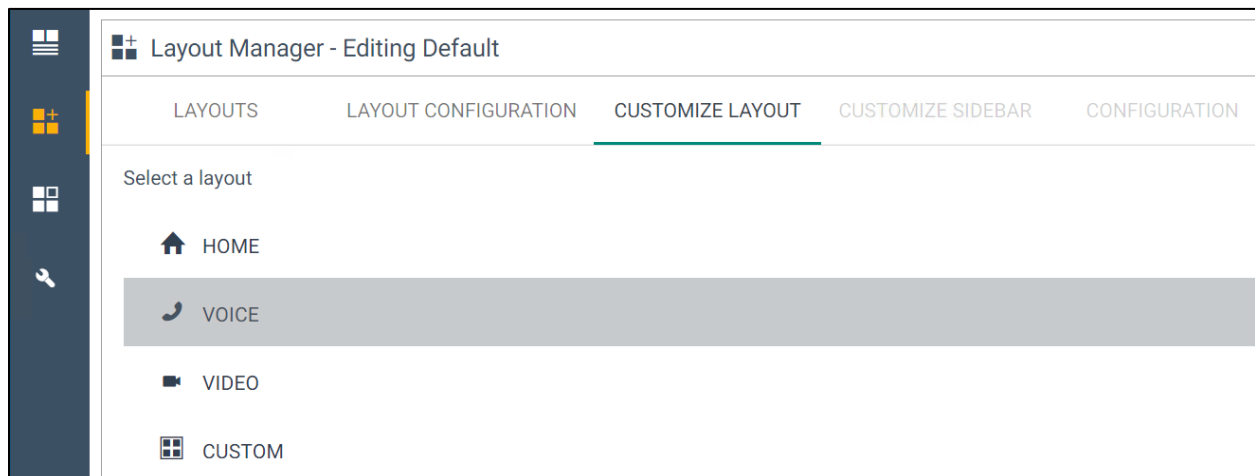 Layout Manager - Editing Default
LAYOUTS LAYOUT CONFIGURATION CUSTOMIZE LAYOUT CUSTOMIZE SIDEBAR CONFIGURATION
Select a layout
HOME
VOICE
VIDEO
CUSTOM